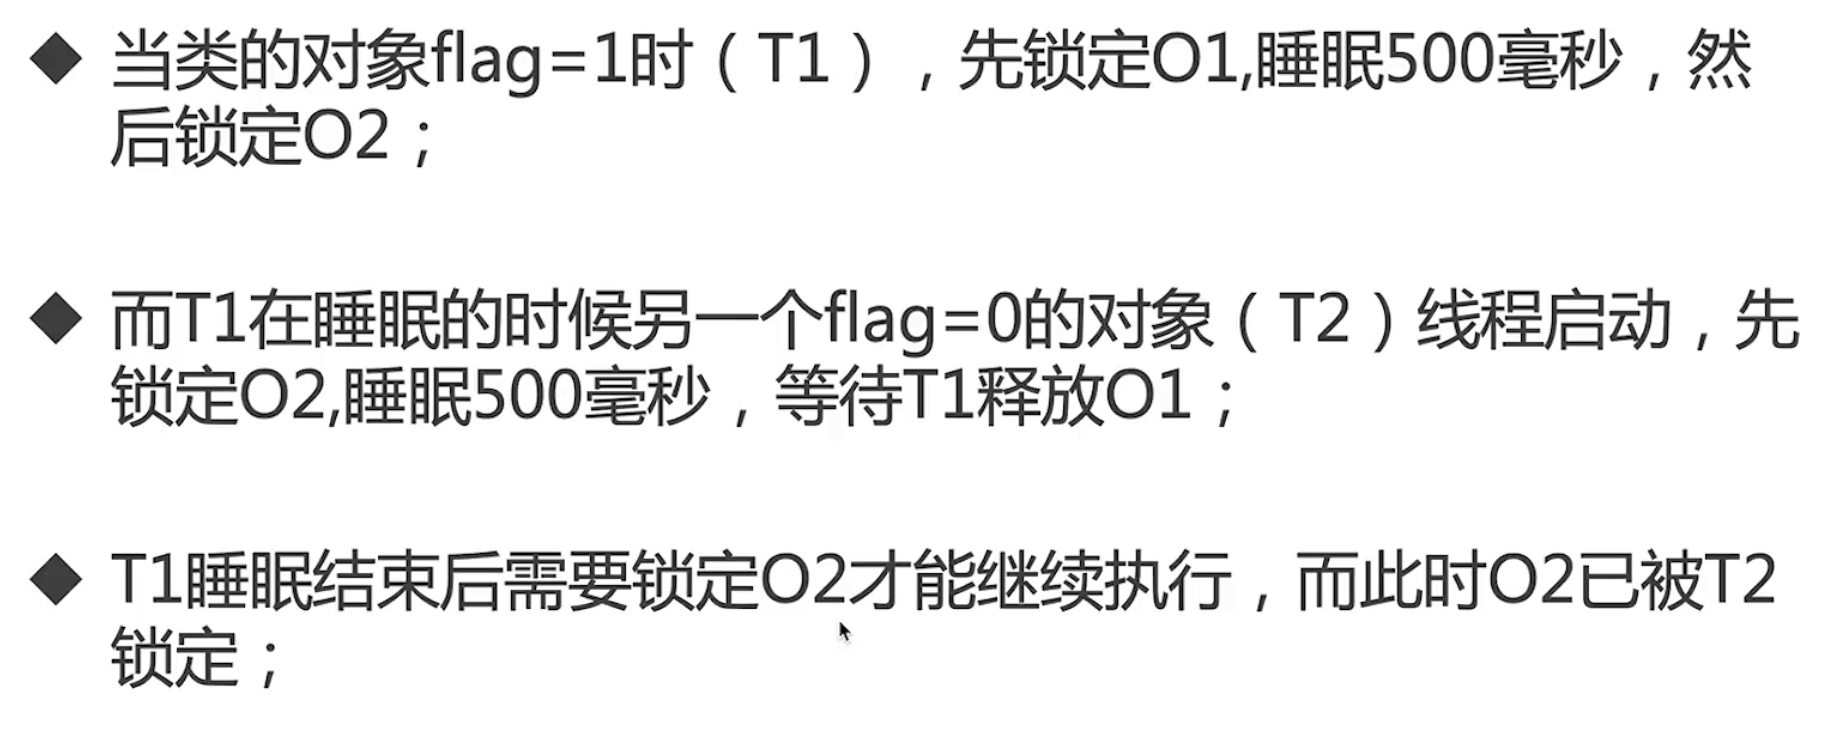 ◆ 当类的对象flag=1时（T1），先锁定O1,睡眠500毫秒，然
后锁定O2；
◆ 而T1在睡眠的时候另一个flag=0的对象（T2）线程启动，先
锁定O2,睡眠500毫秒，等待T1释放O1；
◆ T1睡眠结束后需要锁定O2才能继续执行，而此时O2已被T2
锁定；